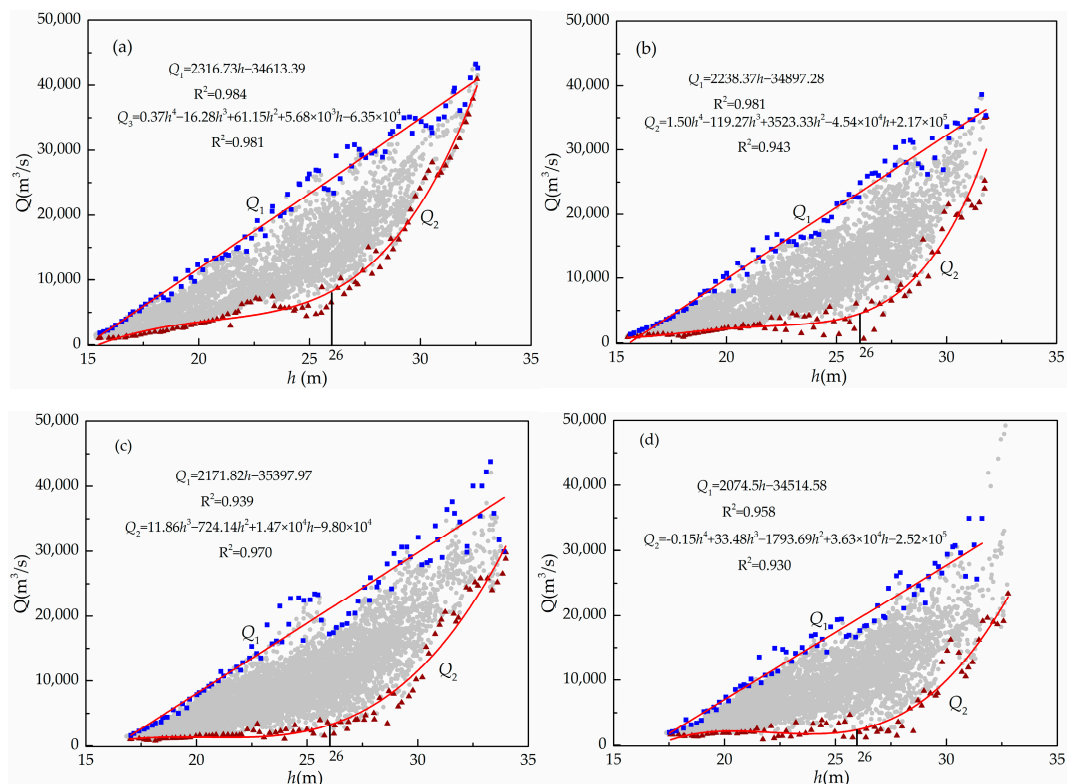 50,000
40,000
30,000
20,000
10,000
0
Q(m³/s)
(a)
Q₁=2316.73h−34613.39
R²=0.984
Q₃=0.37h⁴−16.28h³+61.15h²+5.68×10³h−6.35×10⁴
R²=0.981
Q₁
Q₂
15 20 25 26 30 35
h (m)
50,000
40,000
30,000
20,000
10,000
0
Q(m³/s)
(b)
Q₁=2238.37h−34897.28
R²=0.981
Q₂=1.50h⁴−119.27h³+3523.33h²−4.54×10⁴h+2.17×10⁵
R²=0.943
Q₁
Q₂
15 20 25 26 30 35
h(m)
50,000
40,000
30,000
20,000
10,000
0
Q(m³/s)
(c)
Q₁=2171.82h−35397.97
R²=0.939
Q₂=11.86h³−724.14h²+1.47×10⁴h−9.80×10⁴
R²=0.970
Q₁
Q₂
15 20 25 26 30 35
h(m)
50,000
40,000
30,000
20,000
10,000
0
Q(m³/s)
(d)
Q₁=2074.5h−34514.58
R²=0.958
Q₂=-0.15h⁴+33.48h³−1793.69h²+3.63×10⁴h−2.52×10⁵
R²=0.930
Q₁
Q₂
15 20 25 26 30 35
h(m)